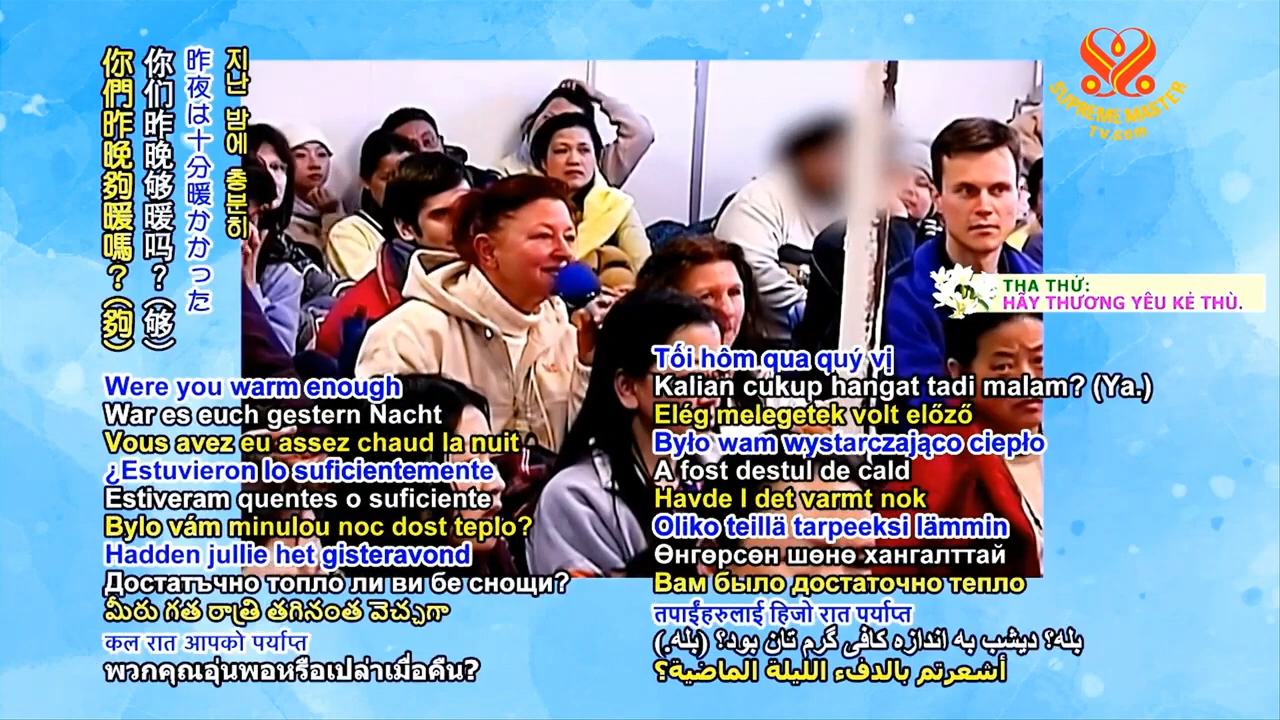 你們昨晚夠暖嗎？(夠)
你们昨晚够暖吗？(够)
昨夜は十分暖かかった
지난 밤에 충분히
SUPREME MASTER
TV.com
THA THỨ:
HÃY THƯƠNG YÊU KẺ THÙ.
Were you warm enough
War es euch gestern Nacht
Vous avez eu assez chaud la nuit
¿Estuvieron lo suficientemente
Estiveram quentes o suficiente
Bylo vám minulou noc dost teplo?
Hadden jullie het gisteravond
Достатъчно топло ли ви бе снощи?
మీరు గత రాత్రి తగినంత వెచ్చగా
कल रात आपको पर्याप्त
พวกคุณอุ่นพอหรือเปล่าเมื่อคืน?
Tối hôm qua quý vị
Kalian cukup hangat tadi malam? (Ya.)
Elég melegetek volt előző
Było wam wystarczająco ciepło
A fost destul de cald
Havde I det varmt nok
Oliko teillä tarpeeksi lämmin
Өнгөрсөн шөнө хангалттай
Вам было достаточно тепло
तपाईंहरुलाई हिजो रात पर्याप्त
بله؟ دیشب به اندازه کافی گرم تان بود؟ (بله.)
أشعرتم بالدفء الليلة الماضية؟